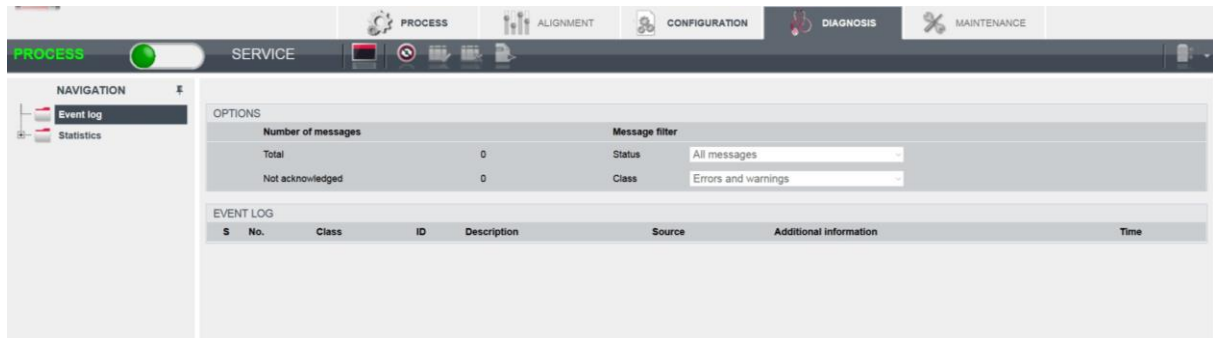 PROCESS ALIGNMENT CONFIGURATION DIAGNOSIS MAINTENANCE
PROCESS SERVICE
NAVIGATION
Event log
Statistics
OPTIONS
Number of messages Message filter
Total 0 Status All messages
Not acknowledged 0 Class Errors and warnings
EVENT LOG
S No. Class ID Description Source Additional information Time